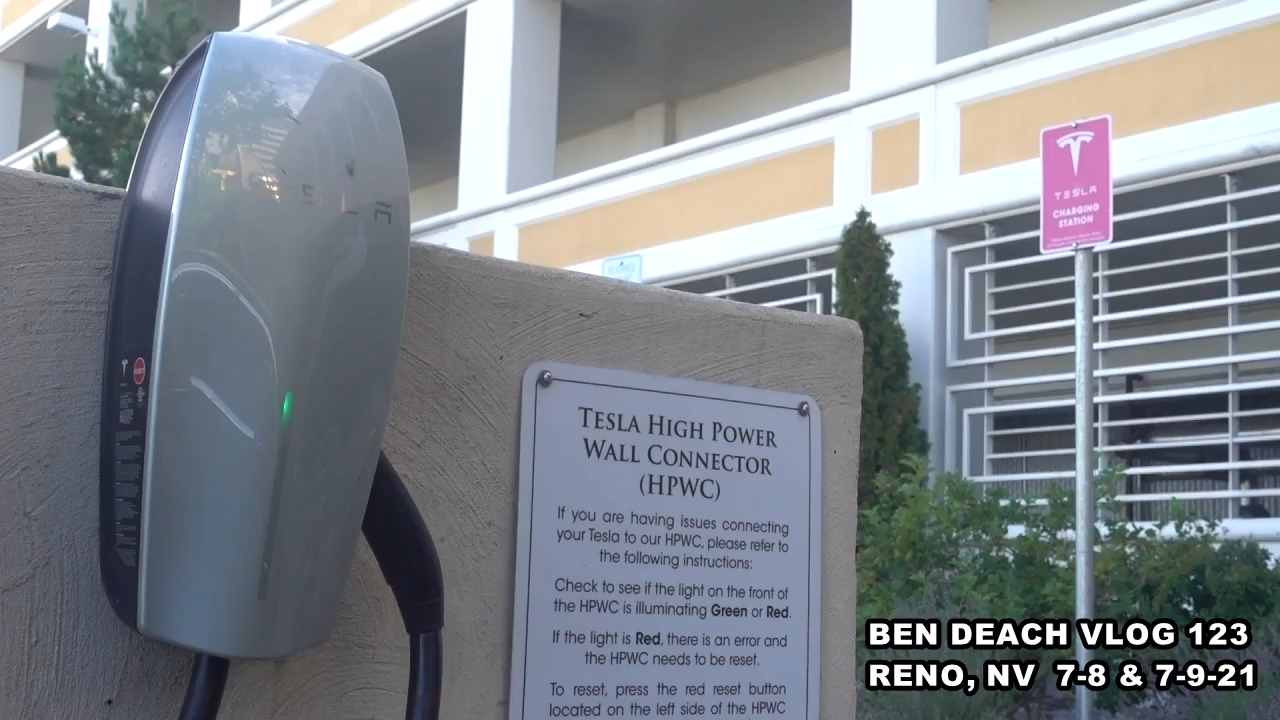 TESLA
CHARGING
STATION
TESLA HIGH POWER
WALL CONNECTOR
(HPWC)
If you are having issues connecting
your Tesla to our HPWC, please refer to
the following instructions:
Check to see if the light on the front of
the HPWC is illuminating Green or Red.
If the light is Red, there is an error and
the HPWC needs to be reset.
To reset, press the red reset button
located on the left side of the HPWC
BEN DEACH VLOG 123
RENO, NV 7-8 & 7-9-21